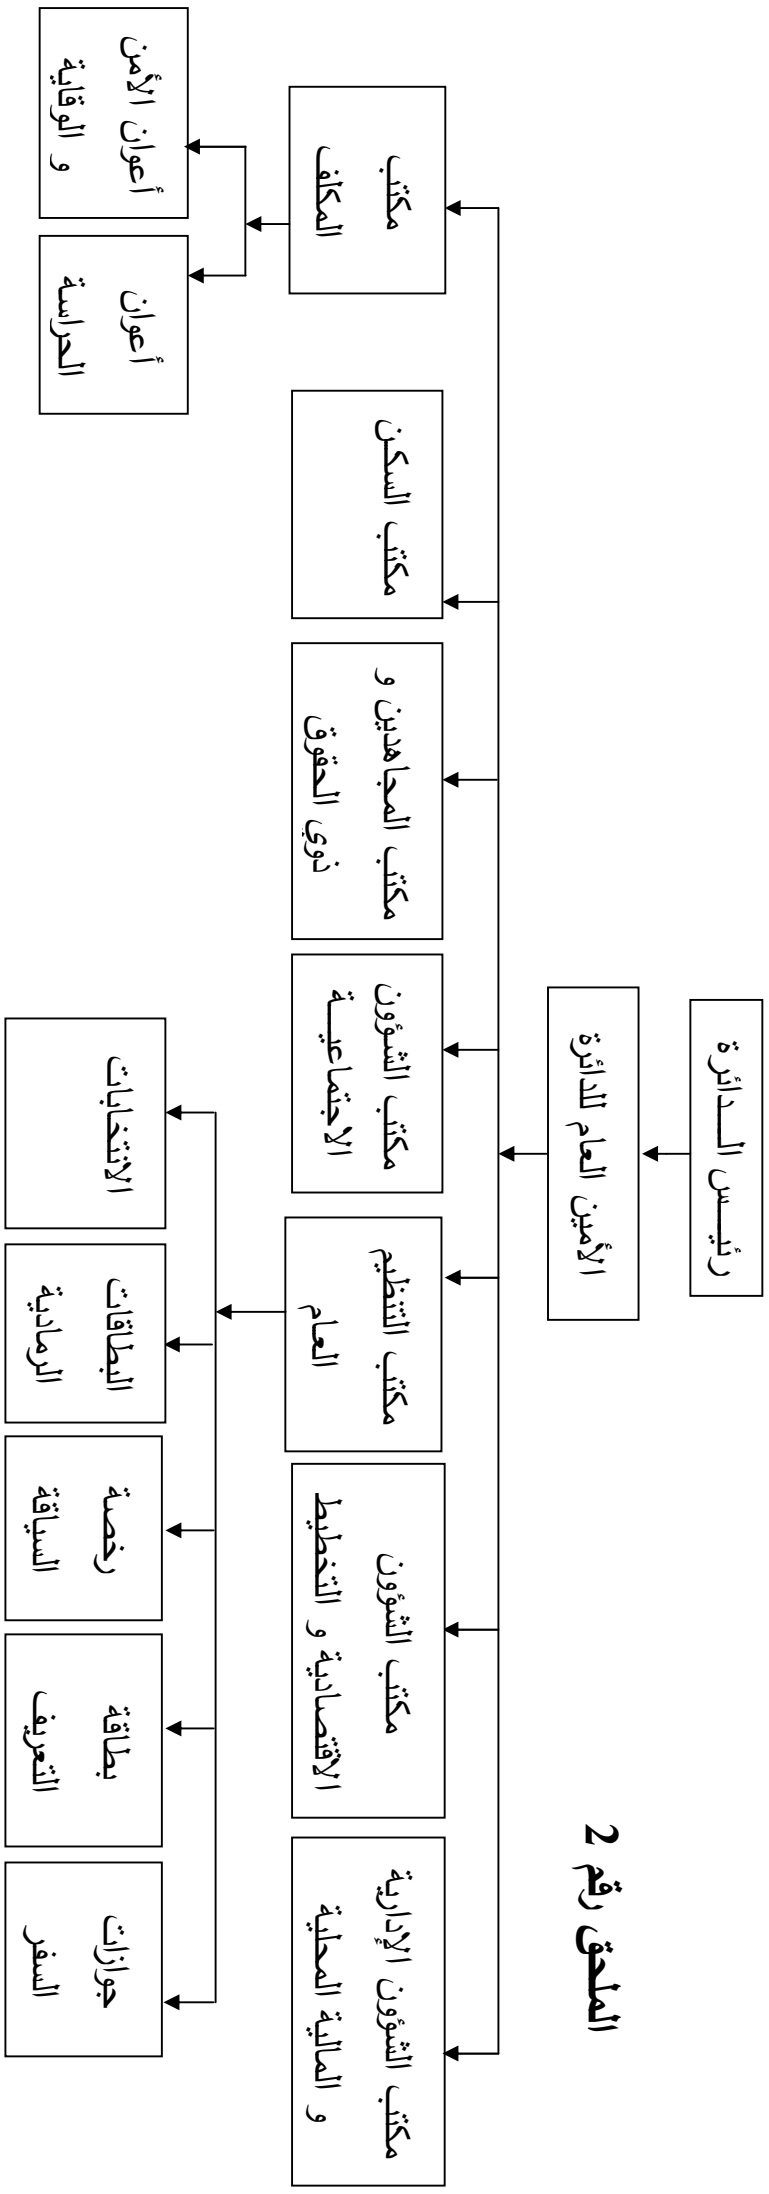 الملحق رقم 2
رئيس الدائرة
الأمين العام للدائرة
مكتب الشؤون الإدارية
و المالية المحلية
مكتب الشؤون
الاقتصادية و التخطيط
مكتب التنظيم
العام
مكتب الشؤون
الاجتماعية
مكتب المجاهدين و
ذوي الحقوق
مكتب السكن
مكتب
المكلف
جوازات
السفر
بطاقة
التعريف
رخصة
السياقة
البطاقات
الرمادية
الانتخابات
أعوان
الحراسة
أعوان الأمن
و الوقاية